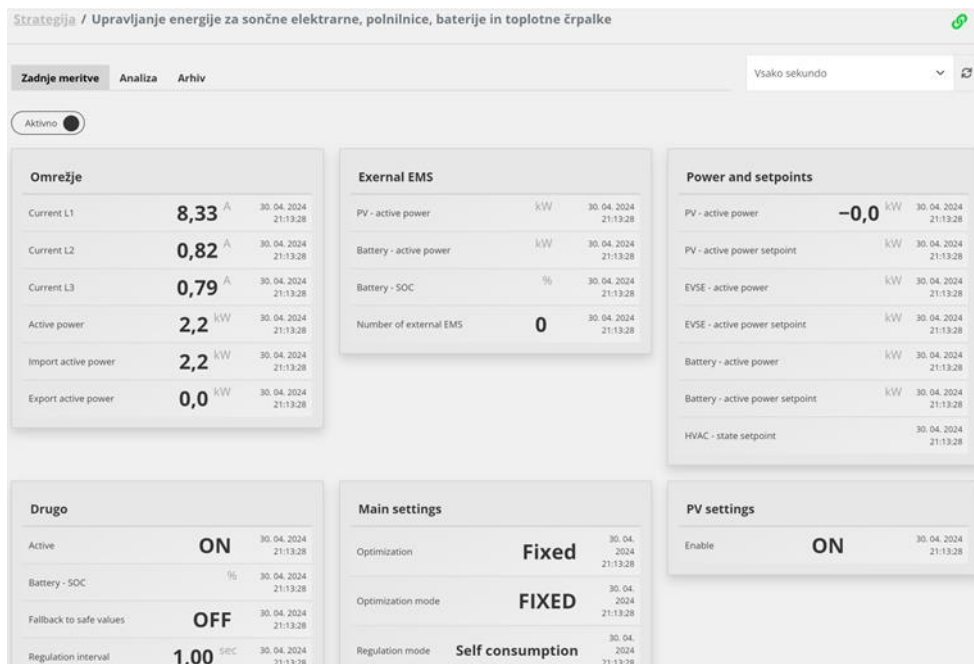 Strategija / Upravljanje energije za sončne elektrarne, polnilnice, baterije in toplotne črpalke
Zadnje meritve Analiza Arhiv
Vsako sekundo
Aktivno
Omrežje
Current L1 8,33 A 30. 04. 2024
21:13:28
Current L2 0,82 A 30. 04. 2024
21:13:28
Current L3 0,79 A 30. 04. 2024
21:13:28
Active power 2,2 kW 30. 04. 2024
21:13:28
Import active power 2,2 kW 30. 04. 2024
21:13:28
Export active power 0,0 kW 30. 04. 2024
21:13:28
Exernal EMS
PV - active power kW 30. 04. 2024
21:13:28
Battery - active power kW 30. 04. 2024
21:13:28
Battery - SOC % 30. 04. 2024
21:13:28
Number of external EMS 0 30. 04. 2024
21:13:28
Power and setpoints
PV - active power −0,0 kW 30. 04. 2024
21:13:28
PV - active power setpoint kW 30. 04. 2024
21:13:28
EVSE - active power kW 30. 04. 2024
21:13:28
EVSE - active power setpoint kW 30. 04. 2024
21:13:28
Battery - active power kW 30. 04. 2024
21:13:28
Battery - active power setpoint kW 30. 04. 2024
21:13:28
HVAC - state setpoint 30. 04. 2024
21:13:28
Drugo
Active ON 30. 04. 2024
21:13:28
Battery - SOC % 30. 04. 2024
21:13:28
Fallback to safe values OFF 30. 04. 2024
21:13:28
Regulation interval 1,00 sec 30. 04. 2024
21:13:28
Main settings
Optimization Fixed 30. 04.
2024
21:13:28
Optimization mode FIXED 30. 04.
2024
21:13:28
Regulation mode Self consumption 30. 04.
2024
21:13:28
PV settings
Enable ON 30. 04. 2024
21:13:28